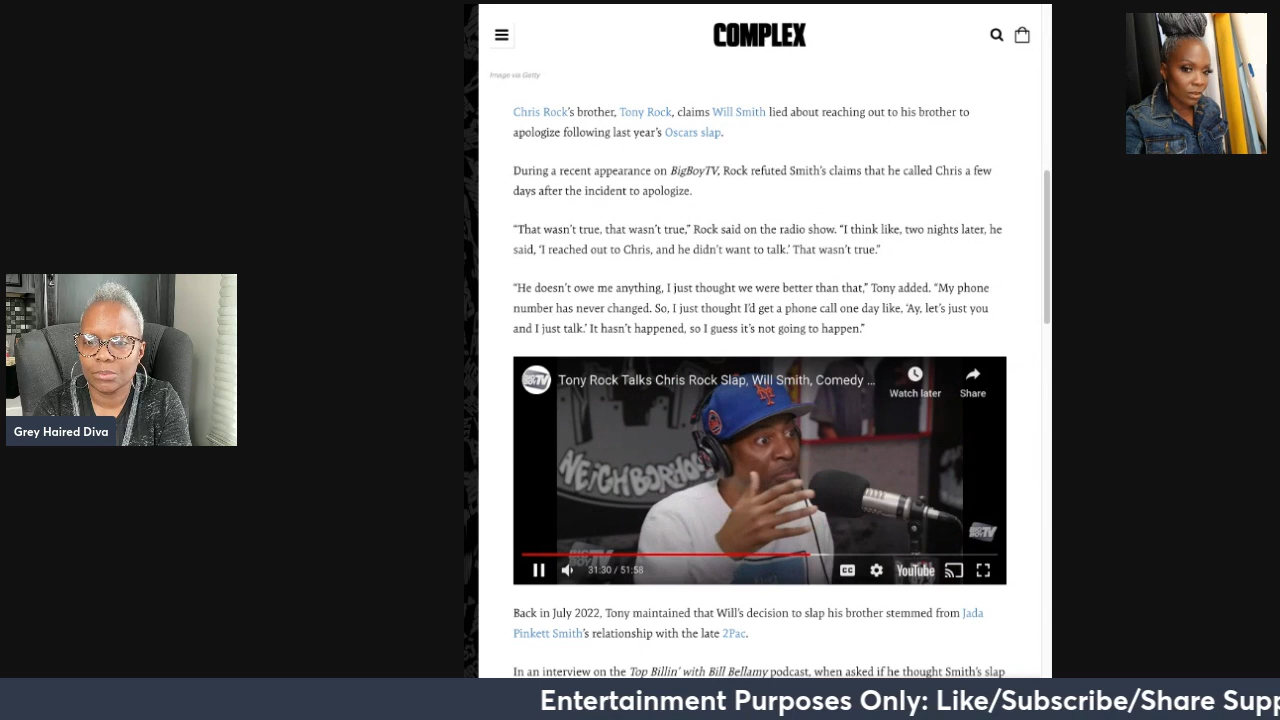 COMPLEX
Image via Getty
Chris Rock's brother, Tony Rock, claims Will Smith lied about reaching out to his brother to
apologize following last year's Oscars slap.
During a recent appearance on BigBoyTV, Rock refuted Smith's claims that he called Chris a few
days after the incident to apologize.
“That wasn't true, that wasn't true,” Rock said on the radio show. “I think like, two nights later, he
said, ‘I reached out to Chris, and he didn't want to talk.’ That wasn't true.”
“He doesn't owe me anything, I just thought we were better than that,” Tony added. “My phone
number has never changed. So, I just thought I'd get a phone call one day like, ‘Ay, let's just you
and I just talk.’ It hasn't happened, so I guess it's not going to happen.”
Tony Rock Talks Chris Rock Slap, Will Smith, Comedy ...
Watch later
Share
NEIGHBORHOO
BIG BOY TV
BIG BOY TV
31:30 / 51:58
CC
YouTube
Back in July 2022, Tony maintained that Will's decision to slap his brother stemmed from Jada
Pinkett Smith's relationship with the late 2Pac.
In an interview on the Top Billin' with Bill Bellamy podcast, when asked if he thought Smith's slap
Grey Haired Diva
Entertainment Purposes Only: Like/Subscribe/Share Supp